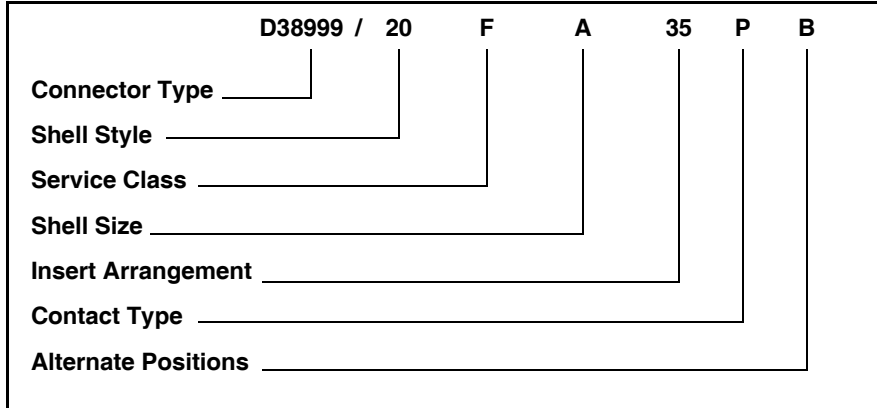 D38999 / 20 F A 35 P B
Connector Type
Shell Style
Service Class
Shell Size
Insert Arrangement
Contact Type
Alternate Positions